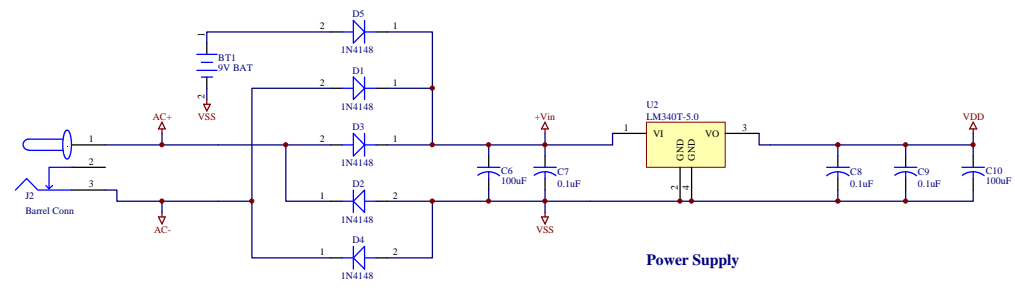 D5
2
1
1N4148
1
BT1
9V BAT
2
VSS
D1
2
1
1N4148
AC+
1
2
3
J2
Barrel Conn
AC-
D3
2
1
1N4148
D2
1
2
1N4148
D4
1
2
1N4148
+Vin
C6
100uF
C7
0.1uF
VSS
U2
LM340T-5.0
1
VI
VO
3
GND
GND
2
4
VDD
C8
0.1uF
C9
0.1uF
C10
100uF
Power Supply